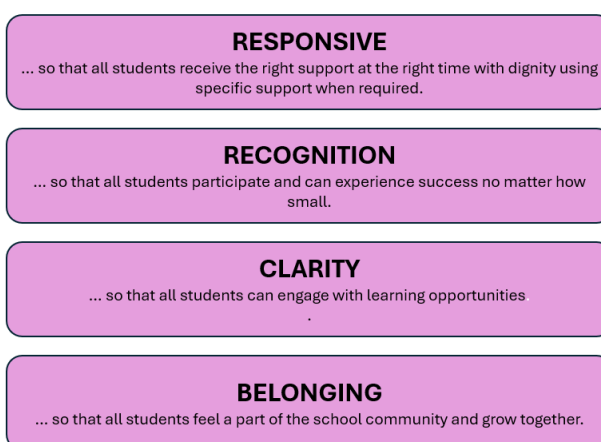 RESPONSIVE
... so that all students receive the right support at the right time with dignity using
specific support when required.
RECOGNITION
... so that all students participate and can experience success no matter how
small.
CLARITY
... so that all students can engage with learning opportunities.
.
BELONGING
... so that all students feel a part of the school community and grow together.